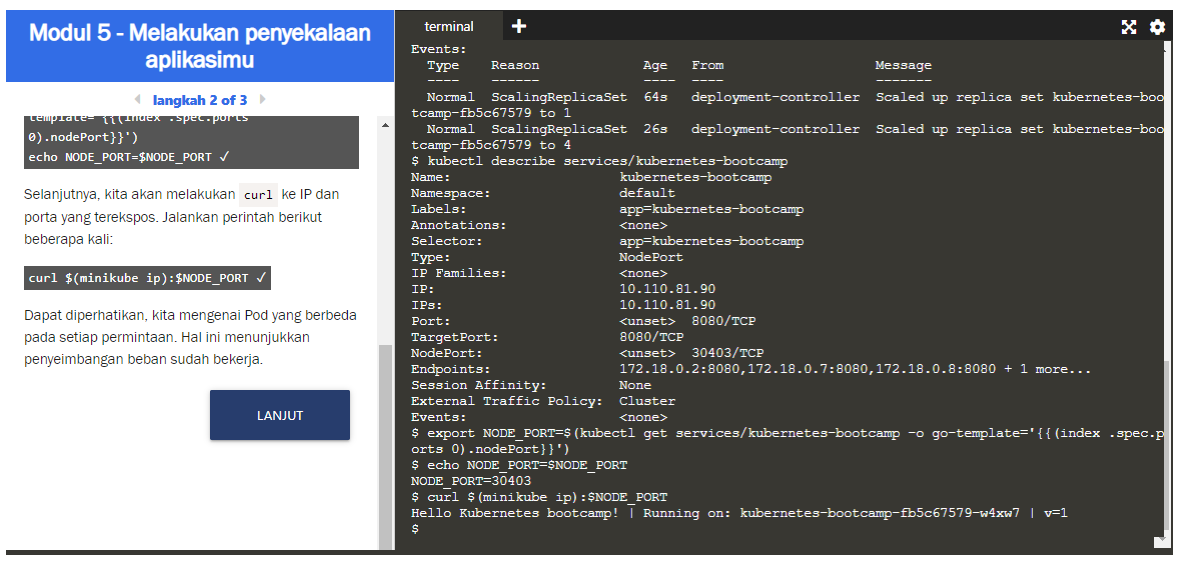 Modul 5 - Melakukan penyekalaan
aplikasimu
langkah 2 of 3
template='{{(index .spec.ports
0).nodePort}}')
echo NODE_PORT=$NODE_PORT ✓
Selanjutnya, kita akan melakukan curl ke IP dan
porta yang terekspos. Jalankan perintah berikut
beberapa kali:
curl $(minikube ip):$NODE_PORT ✓
Dapat diperhatikan, kita mengenai Pod yang berbeda
pada setiap permintaan. Hal ini menunjukkan
penyeimbangan beban sudah bekerja.
LANJUT
terminal +
Events:
  Type    Reason             Age   From                   Message
  ----    ------             ----  ----                   -------
  Normal  ScalingReplicaSet  64s   deployment-controller  Scaled up replica set kubernetes-boo
tcamp-fb5c67579 to 1
  Normal  ScalingReplicaSet  26s   deployment-controller  Scaled up replica set kubernetes-boo
tcamp-fb5c67579 to 4
$ kubectl describe services/kubernetes-bootcamp
Name:                     kubernetes-bootcamp
Namespace:                default
Labels:                   app=kubernetes-bootcamp
Annotations:              <none>
Selector:                 app=kubernetes-bootcamp
Type:                     NodePort
IP Families:              <none>
IP:                       10.110.81.90
IPs:                      10.110.81.90
Port:                     <unset>  8080/TCP
TargetPort:               8080/TCP
NodePort:                 <unset>  30403/TCP
Endpoints:                172.18.0.2:8080,172.18.0.7:8080,172.18.0.8:8080 + 1 more...
Session Affinity:         None
External Traffic Policy:  Cluster
Events:                   <none>
$ export NODE_PORT=$(kubectl get services/kubernetes-bootcamp -o go-template='{{(index .spec.p
orts 0).nodePort}}')
$ echo NODE_PORT=$NODE_PORT
NODE_PORT=30403
$ curl $(minikube ip):$NODE_PORT
Hello Kubernetes bootcamp! | Running on: kubernetes-bootcamp-fb5c67579-w4xw7 | v=1
$